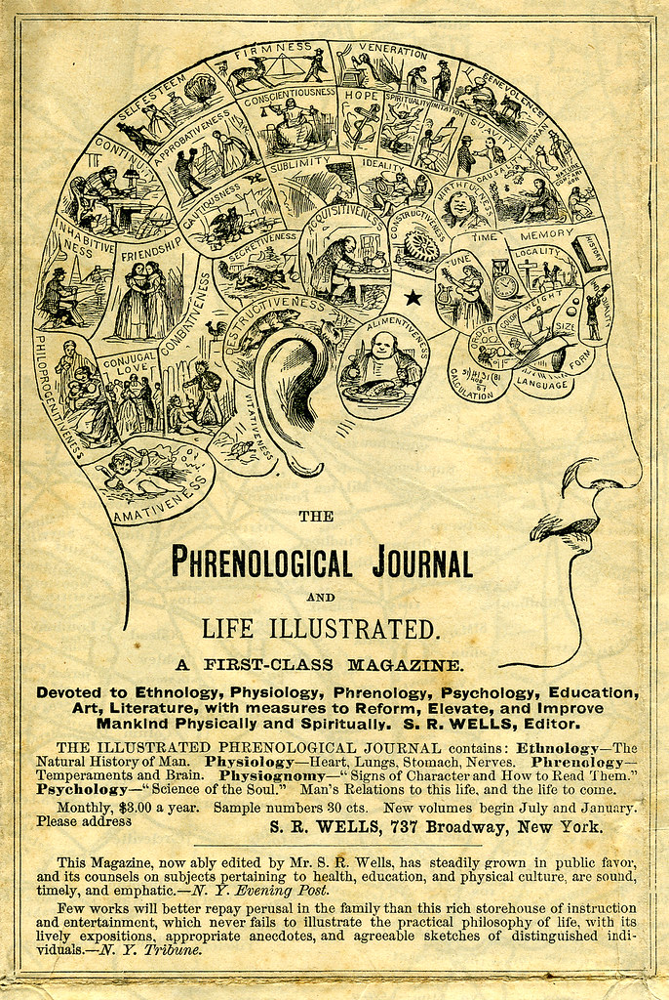 FIRMNESS
VENERATION
SELF ESTEEM
BENEVOLENCE
CONSCIENTIOUSNESS
HOPE
SPIRITUALITY
IMITATION
SUAVITY
HUMAN
NATURE
APPROBATIVENESS
CONTINUITY
SUBLIMITY
IDEALITY
MIRTHFULNESS
CAUSALITY
CAUTIOUSNESS
ACQUISITIVENESS
CONSTRUCTIVENESS
INHABITIVE
NESS
FRIENDSHIP
SECRETIVENESS
TIME
MEMORY
HISTORY
TUNE
LOCALITY
COMBATIVENESS
DESTRUCTIVENESS
WEIGHT
COLOR
INDIVIDUALITY
ORDER
SIZE
ALIMENTIVENESS
FORM
PHILOPROGENITIVENESS
CONJUGAL
LOVE
CALCULATION
LANGUAGE
VITATIVENESS
AMATIVENESS
THE
PHRENOLOGICAL JOURNAL
AND
LIFE ILLUSTRATED.
A FIRST-CLASS MAGAZINE.
Devoted to Ethnology, Physiology, Phrenology, Psychology, Education,
Art, Literature, with measures to Reform, Elevate, and Improve
Mankind Physically and Spiritually. S. R. WELLS, Editor.
THE ILLUSTRATED PHRENOLOGICAL JOURNAL contains: Ethnology—The
Natural History of Man. Physiology—Heart, Lungs, Stomach, Nerves. Phrenology—
Temperaments and Brain. Physiognomy—"Signs of Character and How to Read Them."
Psychology—"Science of the Soul." Man's Relations to this life, and the life to come.
Monthly, $3.00 a year. Sample numbers 30 cts. New volumes begin July and January.
Please address
S. R. WELLS, 737 Broadway, New York.
This Magazine, now ably edited by Mr. S. R. Wells, has steadily grown in public favor,
and its counsels on subjects pertaining to health, education, and physical culture, are sound,
timely, and emphatic.—N. Y. Evening Post.
Few works will better repay perusal in the family than this rich storehouse of instruction
and entertainment, which never fails to illustrate the practical philosophy of life, with its
lively expositions, appropriate anecdotes, and agreeable sketches of distinguished indi-
viduals.—N. Y. Tribune.